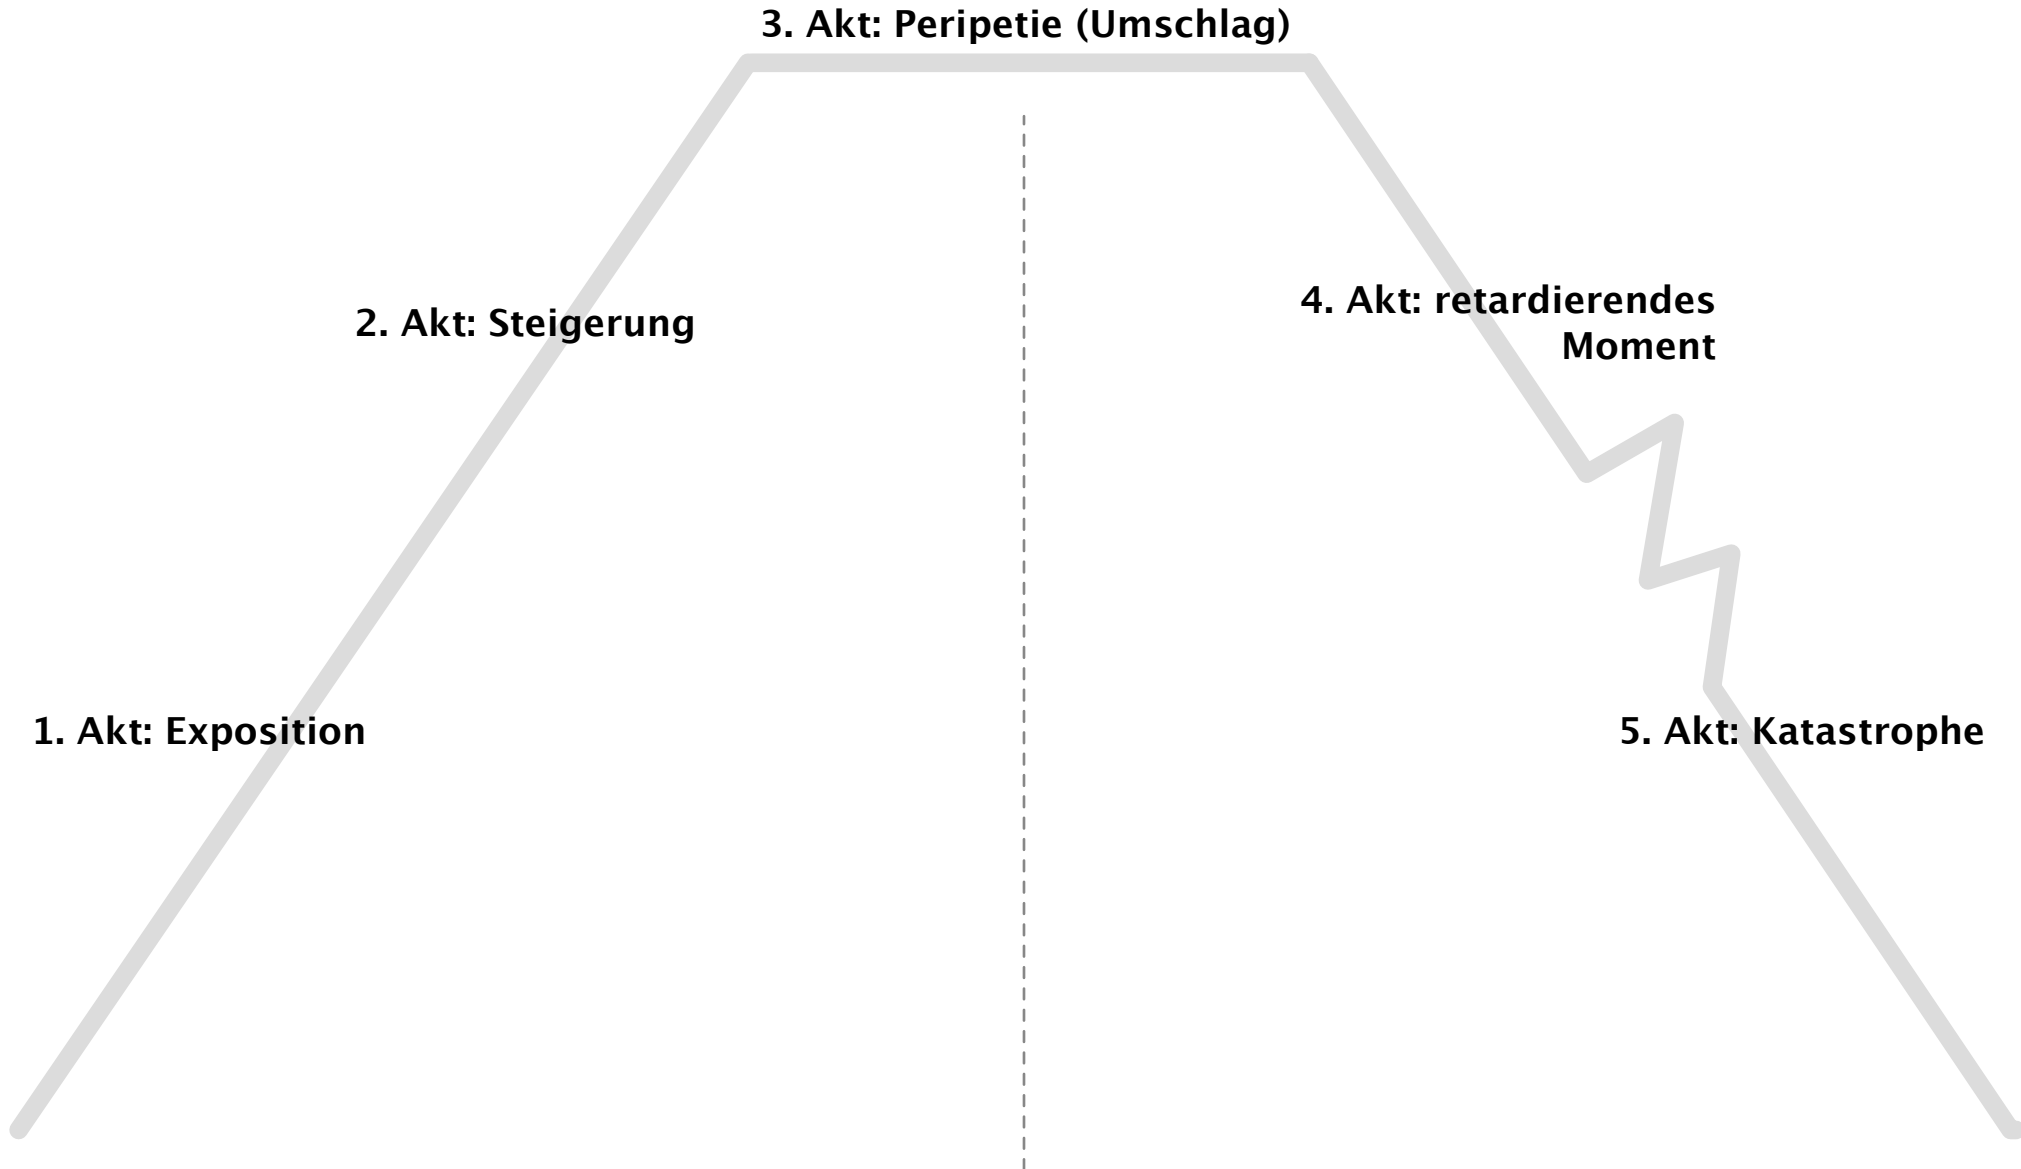 3. Akt: Peripetie (Umschlag)
2. Akt: Steigerung
4. Akt: retardierendes
Moment
1. Akt: Exposition
5. Akt: Katastrophe